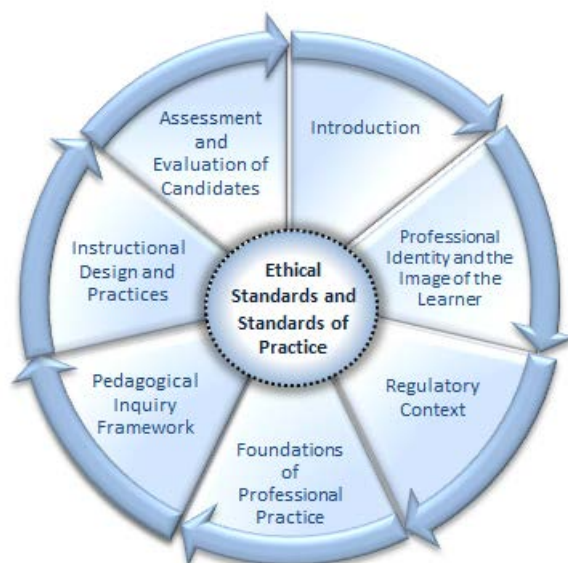 Introduction
Professional
Identity and the
Image of the
Learner
Regulatory
Context
Foundations
of
Professional
Practice
Pedagogical
Inquiry
Framework
Instructional
Design and
Practices
Assessment
and
Evaluation of
Candidates
Ethical
Standards and
Standards of
Practice